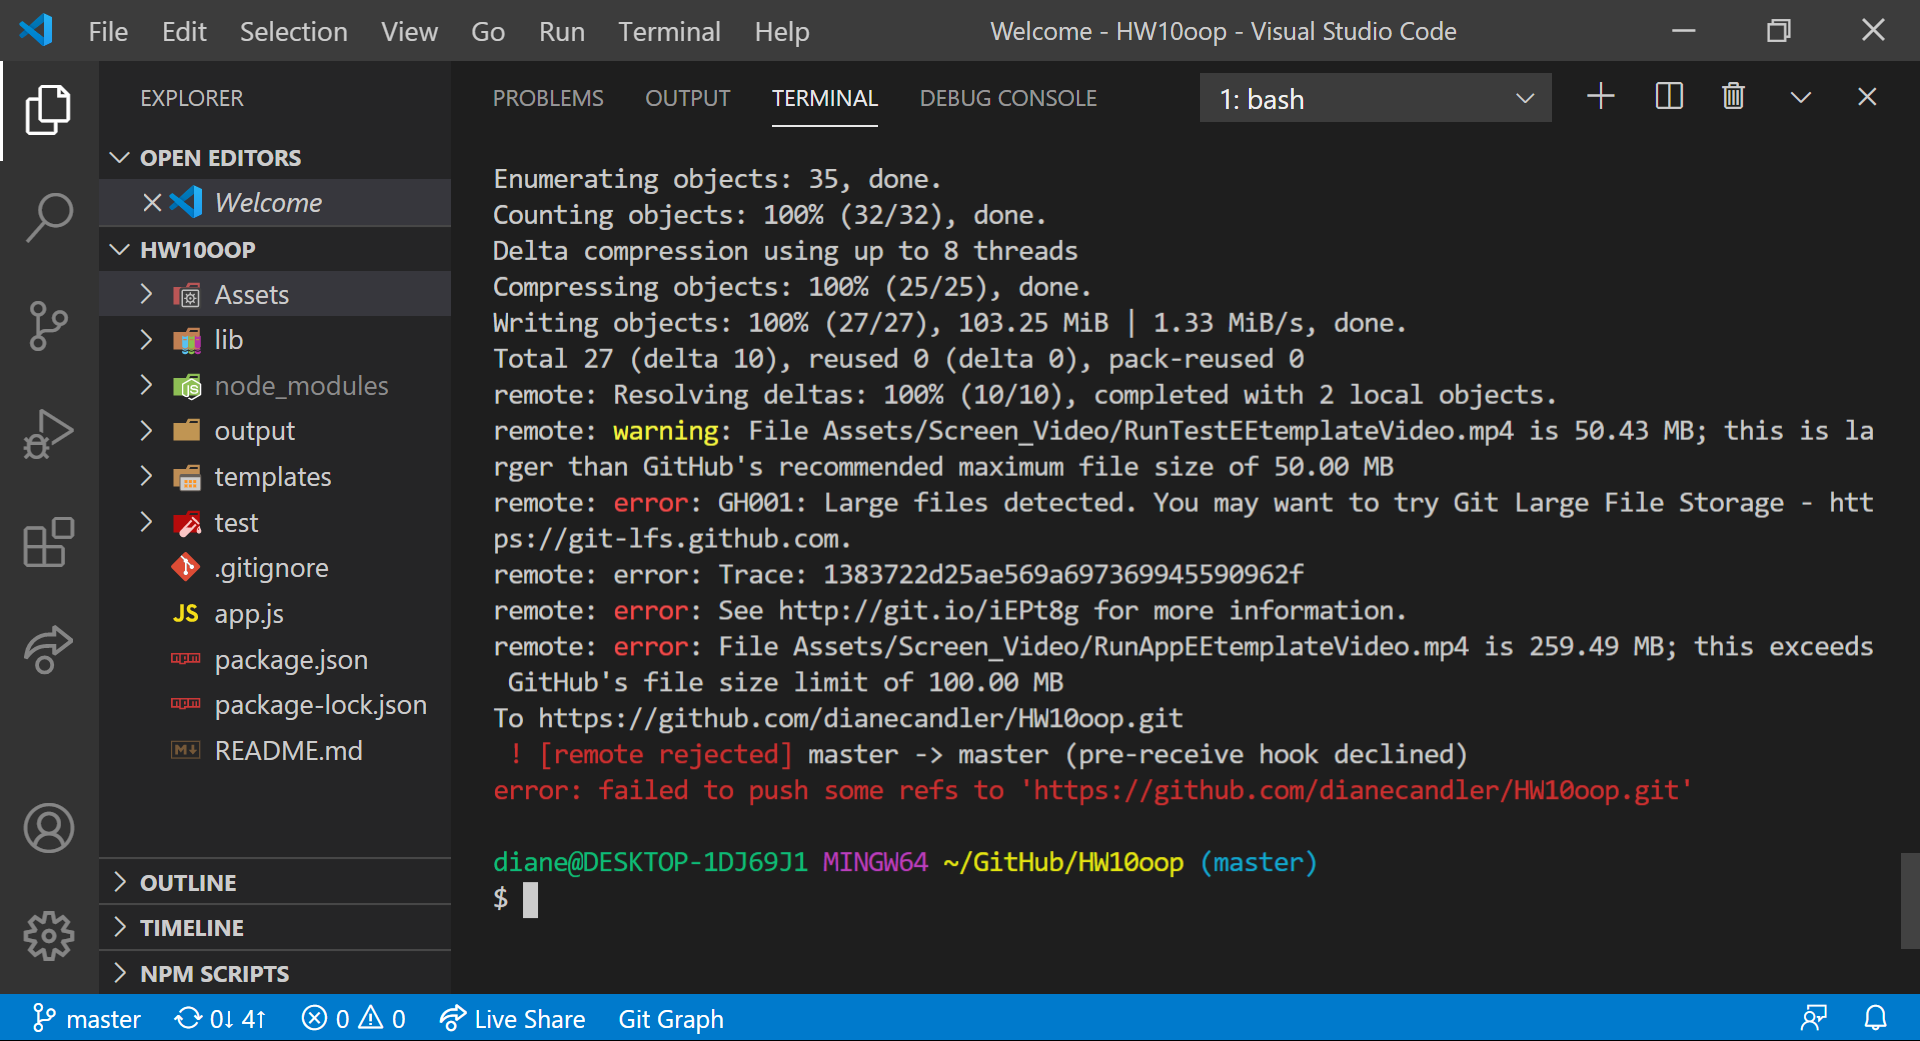 File Edit Selection View Go Run Terminal Help Welcome - HW10oop - Visual Studio Code
EXPLORER
OPEN EDITORS
Welcome
HW10OOP
Assets
lib
node_modules
output
templates
test
.gitignore
JS app.js
package.json
package-lock.json
M↓ README.md
OUTLINE
TIMELINE
NPM SCRIPTS
PROBLEMS OUTPUT TERMINAL DEBUG CONSOLE 1: bash
Enumerating objects: 35, done.
Counting objects: 100% (32/32), done.
Delta compression using up to 8 threads
Compressing objects: 100% (25/25), done.
Writing objects: 100% (27/27), 103.25 MiB | 1.33 MiB/s, done.
Total 27 (delta 10), reused 0 (delta 0), pack-reused 0
remote: Resolving deltas: 100% (10/10), completed with 2 local objects.
remote: warning: File Assets/Screen_Video/RunTestEEtemplateVideo.mp4 is 50.43 MB; this is la
rger than GitHub's recommended maximum file size of 50.00 MB
remote: error: GH001: Large files detected. You may want to try Git Large File Storage - htt
ps://git-lfs.github.com.
remote: error: Trace: 1383722d25ae569a697369945590962f
remote: error: See http://git.io/iEPt8g for more information.
remote: error: File Assets/Screen_Video/RunAppEEtemplateVideo.mp4 is 259.49 MB; this exceeds
GitHub's file size limit of 100.00 MB
To https://github.com/dianecandler/HW10oop.git
! [remote rejected] master -> master (pre-receive hook declined)
error: failed to push some refs to 'https://github.com/dianecandler/HW10oop.git'
diane@DESKTOP-1DJ69J1 MINGW64 ~/GitHub/HW10oop (master)
$
master 0↓ 4↑ 0 0 Live Share Git Graph